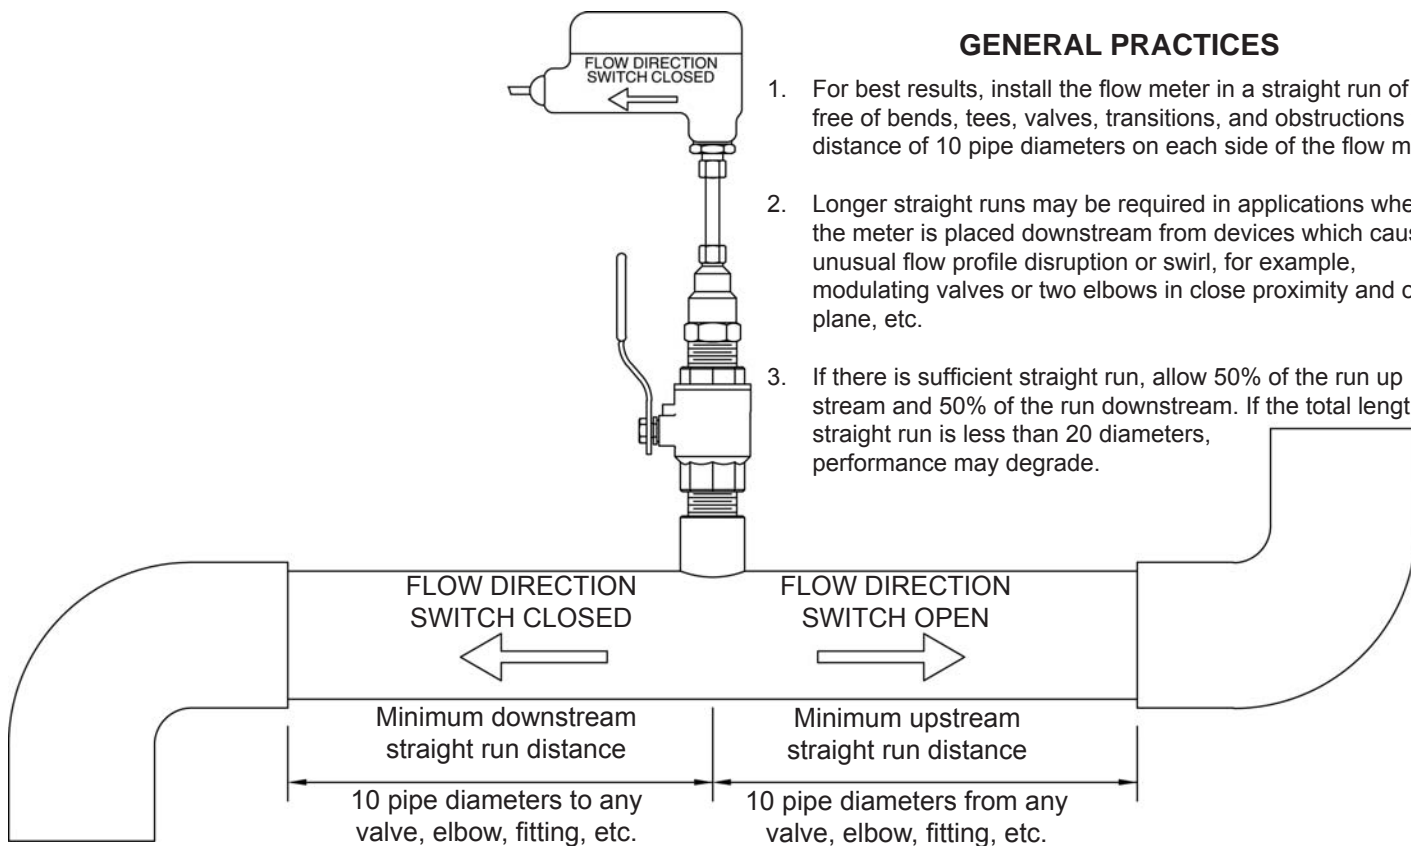 FLOW DIRECTION
SWITCH CLOSED
GENERAL PRACTICES
1. For best results, install the flow meter in a straight run of
free of bends, tees, valves, transitions, and obstructions
distance of 10 pipe diameters on each side of the flow
2. Longer straight runs may be required in applications
the meter is placed downstream from devices which
unusual flow profile disruption or swirl, for example,
modulating valves or two elbows in close proximity and
plane, etc.
3. If there is sufficient straight run, allow 50% of the run up
stream and 50% of the run downstream. If the total
straight run is less than 20 diameters,
performance may degrade.
FLOW DIRECTION
SWITCH CLOSED
FLOW DIRECTION
SWITCH OPEN
Minimum downstream
straight run distance
Minimum upstream
straight run distance
10 pipe diameters to any
valve, elbow, fitting, etc.
10 pipe diameters from any
valve, elbow, fitting, etc.